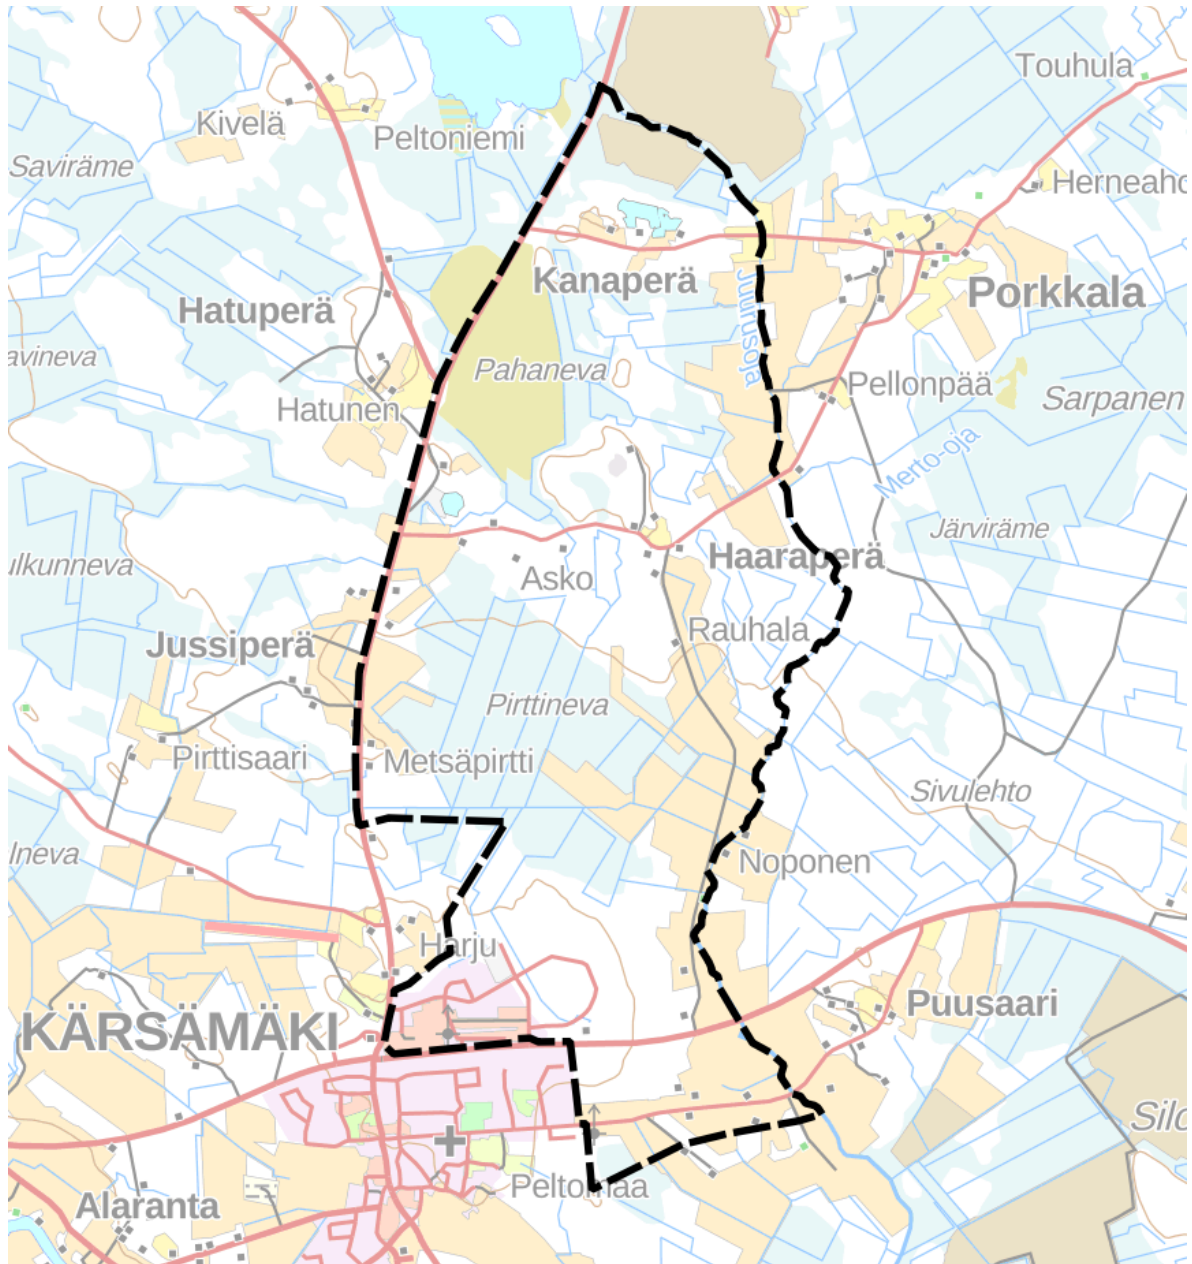 Touhula
Kivelä
Peltoniemi
Saviräme
Herneaho
Kanaperä
Porkkala
Hatuperä
Juurusoja
avineva
Pahaneva
Pellonpää
Sarpanen
Hatunen
Merto-oja
Järviräme
ulkunneva
Asko
Haaraperä
Rauhala
Jussiperä
Pirttineva
Pirttisaari
Metsäpirtti
Sivulehto
lneva
Noponen
Harju
Puusaari
KÄRSÄMÄKI
Silo
Peltomaa
Alaranta